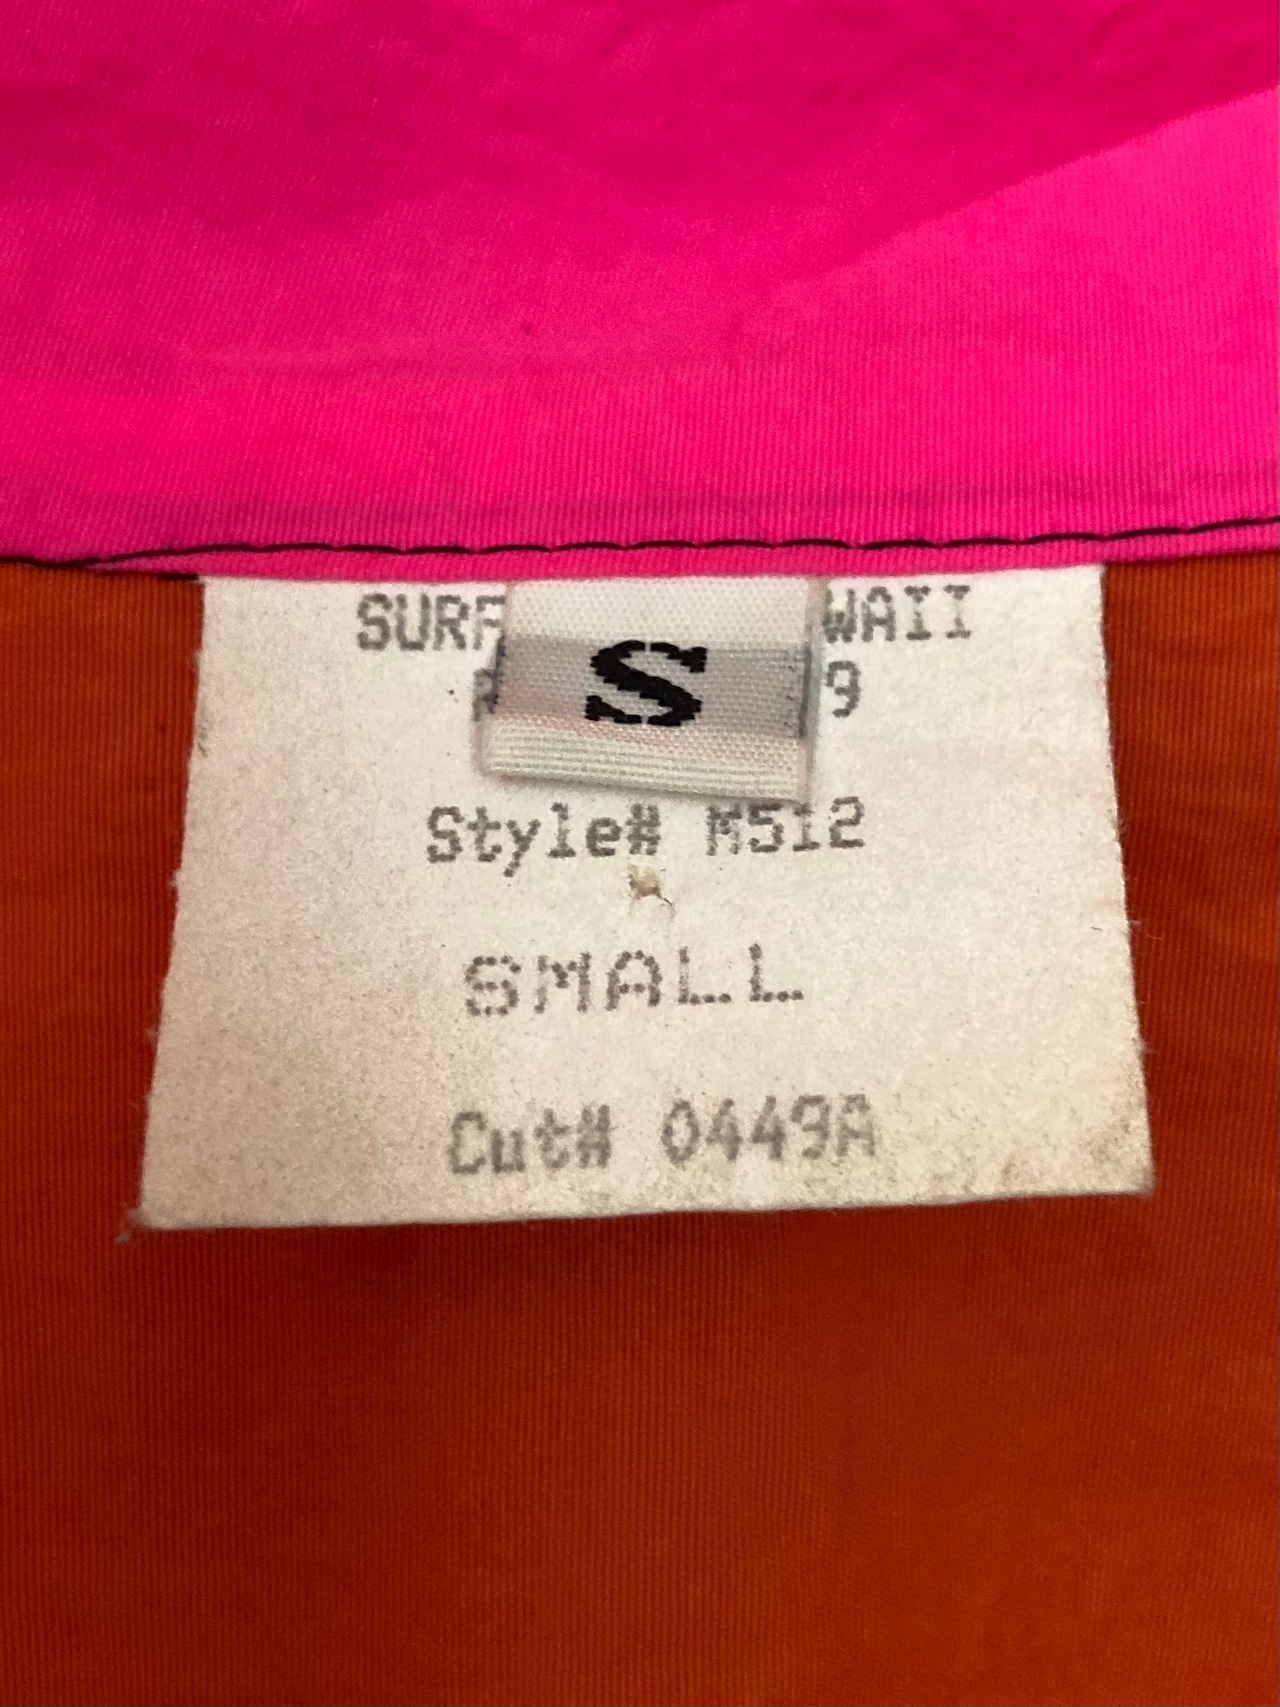 SURF WAII
9
S
Style# M512
SMALL
Cut# 0449A